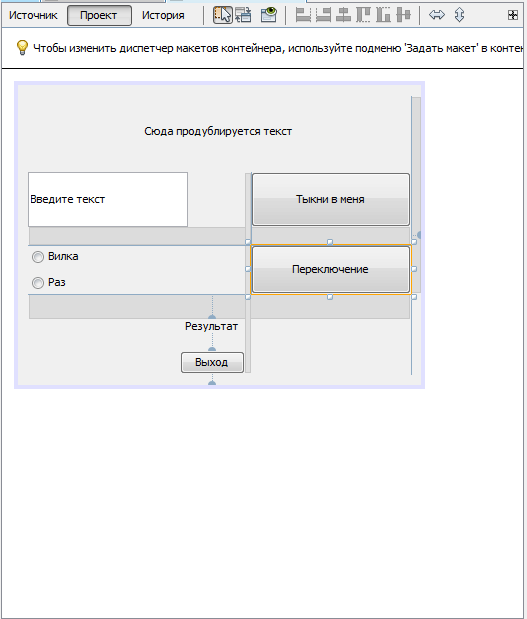 Источник Проект История
Чтобы изменить диспетчер макетов контейнера, используйте подменю 'Задать макет' в
Сюда продублируется текст
Введите текст
Тыкни в меня
Вилка
Переключение
Раз
Результат
Выход